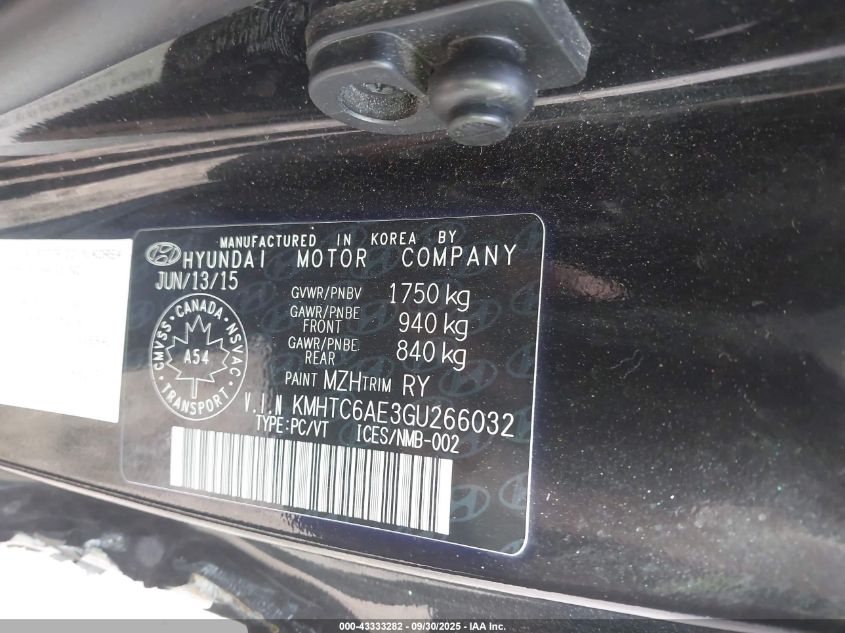 MANUFACTURED IN KOREA BY
HYUNDAI MOTOR COMPANY
JUN/13/15
GVWR/PNBV 1750 kg
GAWR/PNBE FRONT 940 kg
GAWR/PNBE REAR 840 kg
CMVSS · CANADA · NSVAC
A54
· TRANSPORT ·
PAINT MZH TRIM RY
V.I.N KMHTC6AE3GU266032
TYPE:PC/VT ICES/NMB-002
000-43333282 - 09/30/2025 - IAA Inc.